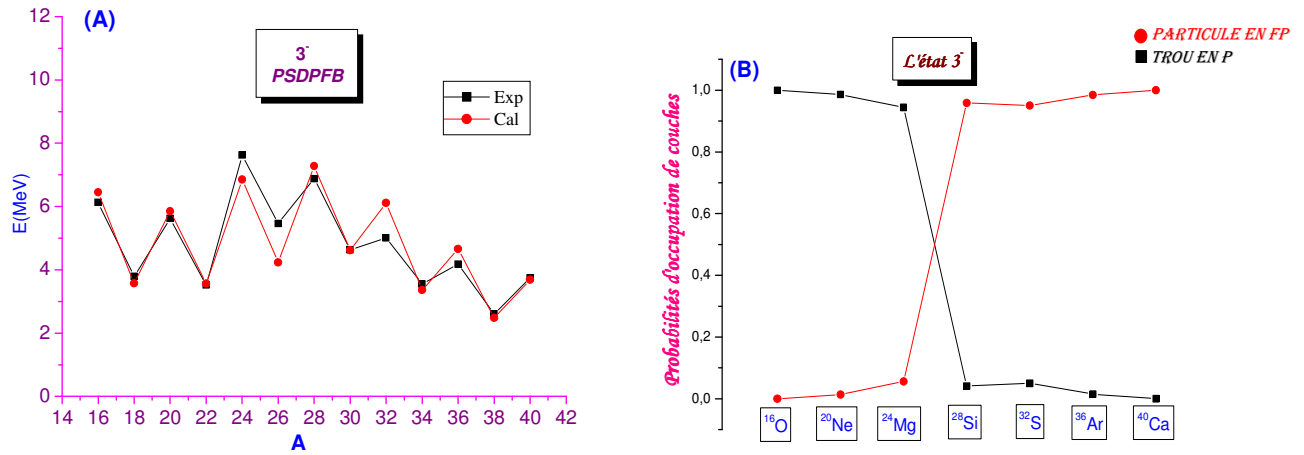 (A)
3-
PSDPFB
Exp
Cal
E(MeV)
12
10
8
6
4
2
0
14 16 18 20 22 24 26 28 30 32 34 36 38 40 42
A
PARTICULE EN FP
TROU EN P
(B)
L'état 3-
Probabilités d'occupation de couches
1,0
0,8
0,6
0,4
0,2
0,0
16O 20Ne 24Mg 28Si 32S 36Ar 40Ca